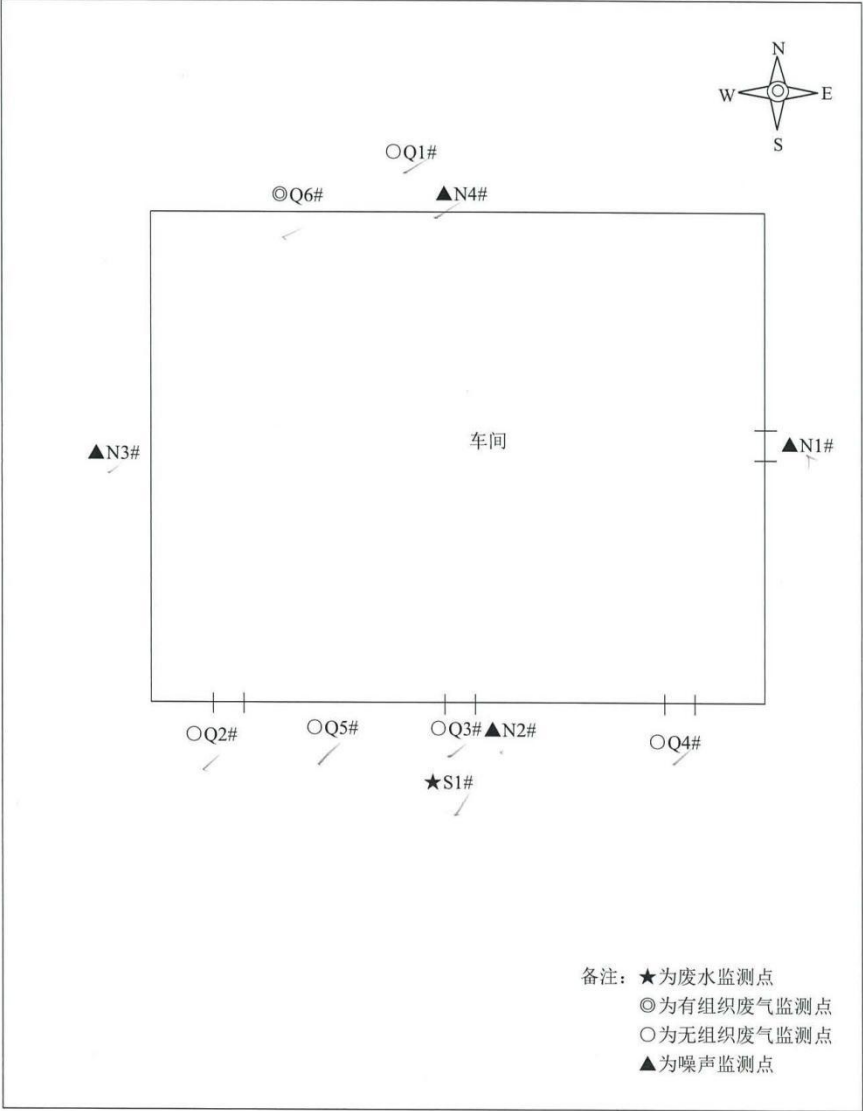 N
W E
S
○Q1#
◎Q6# ▲N4#
车间
▲N3# ▲N1#
○Q2# ○Q5# ○Q3# ▲N2# ○Q4#
★S1#
备注：★为废水监测点
◎为有组织废气监测点
○为无组织废气监测点
▲为噪声监测点